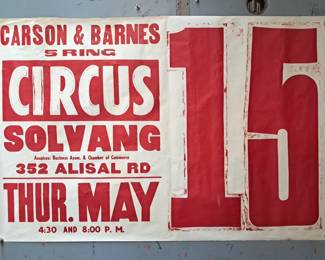 CARSON & BARNES
5 RING
CIRCUS
SOLVANG
Auspices: Business Assn. & Chamber of Commerce
352 ALISAL RD
THUR. MAY
4:30 AND 8:00 P. M.
15